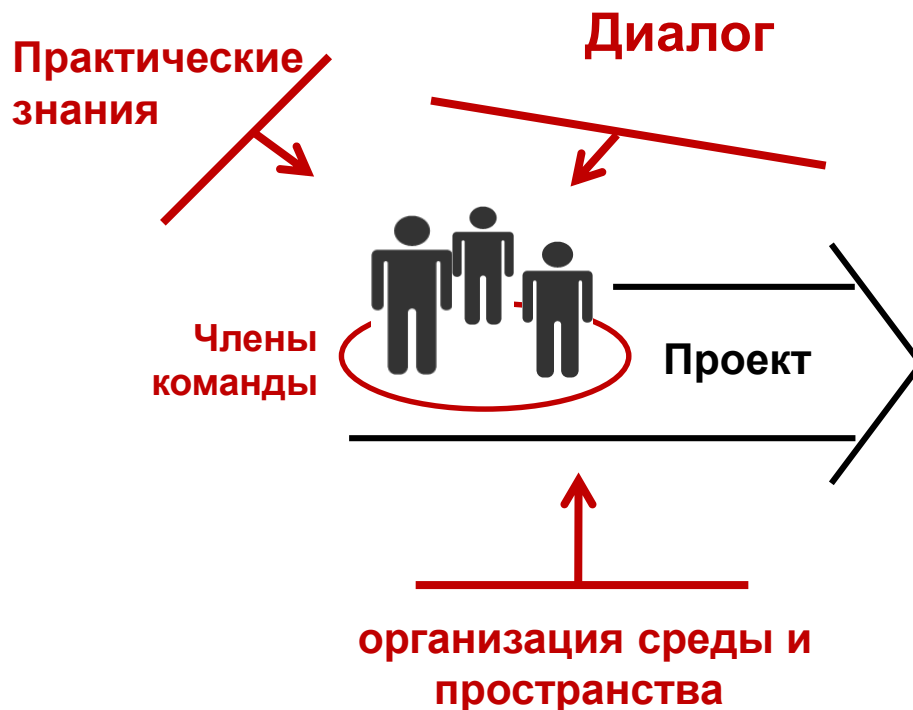 Диалог
Практические
знания
Члены
команды
Проект
организация среды и
пространства